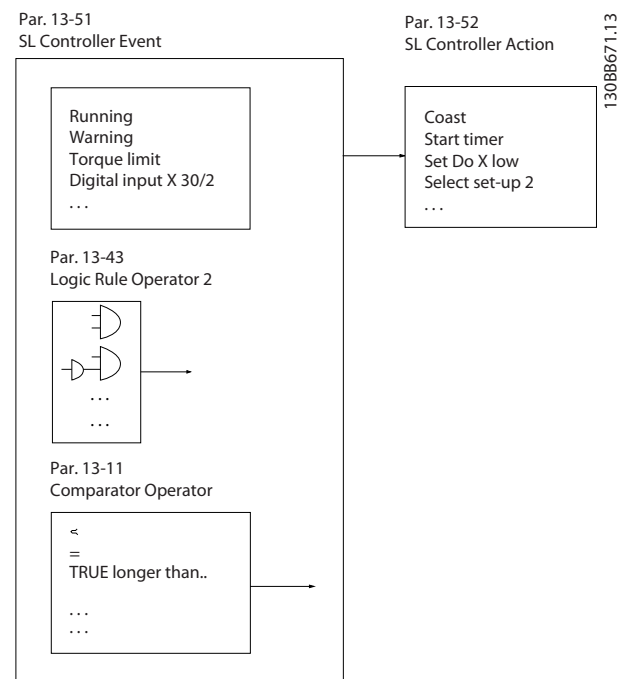 Par. 13-51
SL Controller Event
Par. 13-52
SL Controller Action
130BB671.13
Running
Warning
Torque limit
Digital input X 30/2
. . .
Coast
Start timer
Set Do X low
Select set-up 2
. . .
Par. 13-43
Logic Rule Operator 2
. . .
. . .
Par. 13-11
Comparator Operator
<
=
TRUE longer than..
. . .
. . .